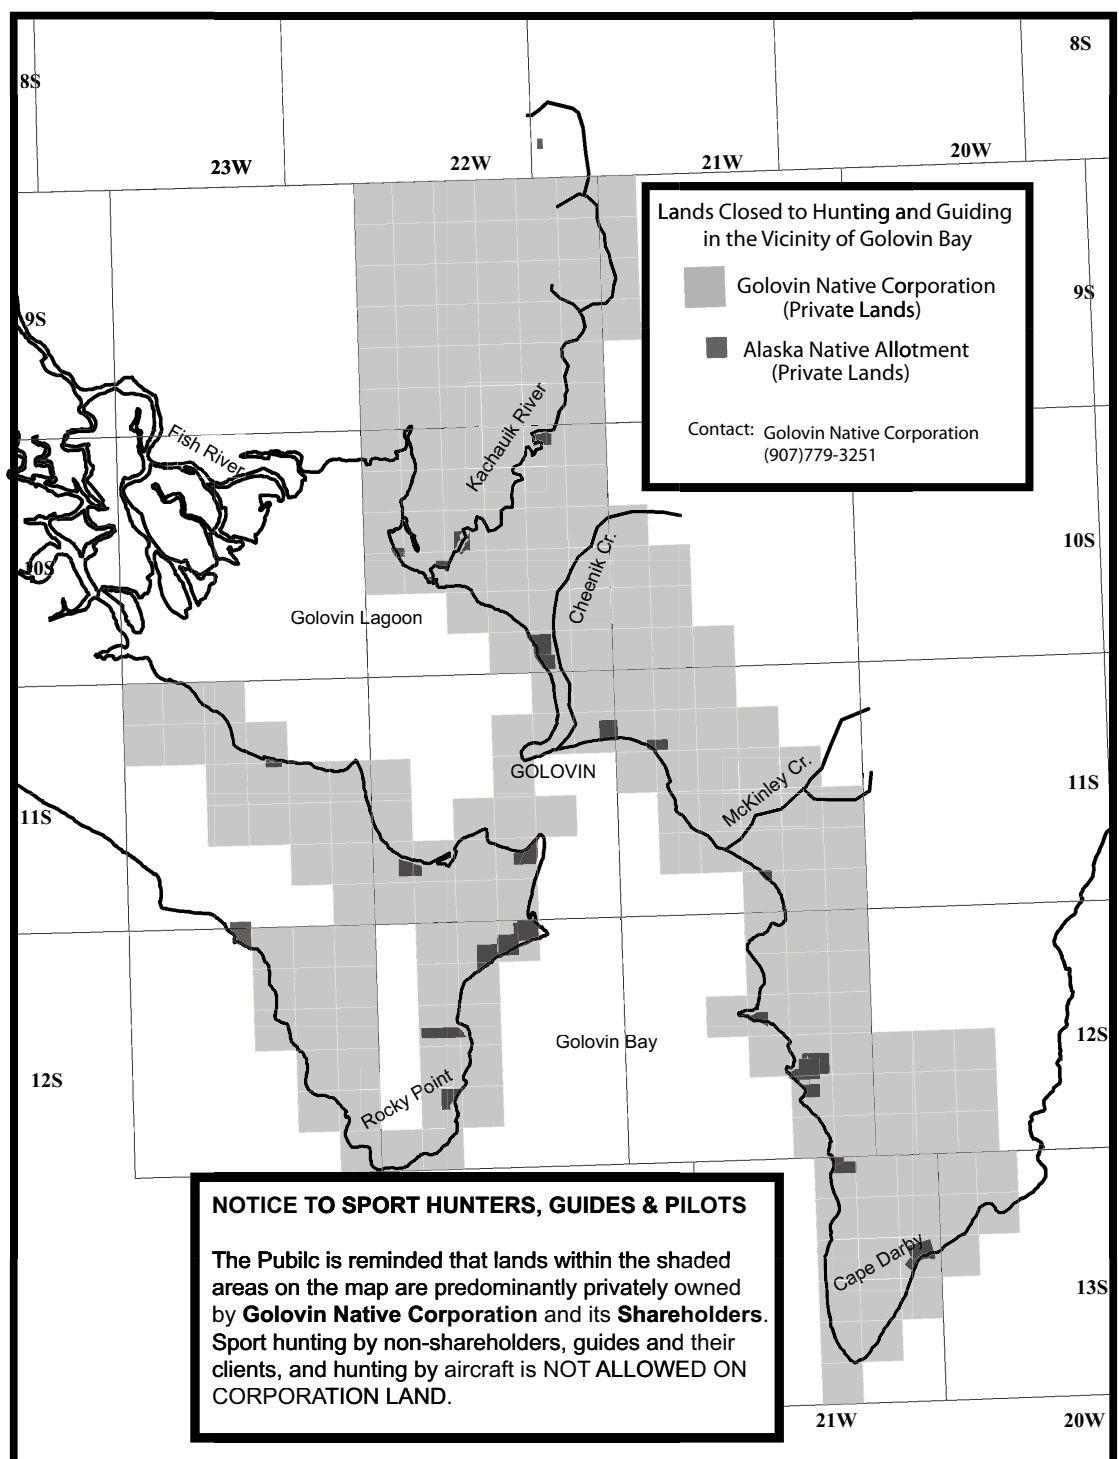 8S
8S
23W
22W
21W
20W
Lands Closed to Hunting and Guiding
in the Vicinity of Golovin Bay
Golovin Native Corporation
(Private Lands)
Alaska Native Allotment
(Private Lands)
Contact: Golovin Native Corporation
(907)779-3251
9S
9S
Fish River
Kachauik River
10S
10S
Cheenik Cr.
Golovin Lagoon
GOLOVIN
McKinley Cr.
11S
11S
Golovin Bay
12S
12S
Rocky Point
NOTICE TO SPORT HUNTERS, GUIDES & PILOTS
The Pubilc is reminded that lands within the shaded
areas on the map are predominantly privately owned
by Golovin Native Corporation and its Shareholders.
Sport hunting by non-shareholders, guides and their
clients, and hunting by aircraft is NOT ALLOWED ON
CORPORATION LAND.
Cape Darby
13S
21W
20W